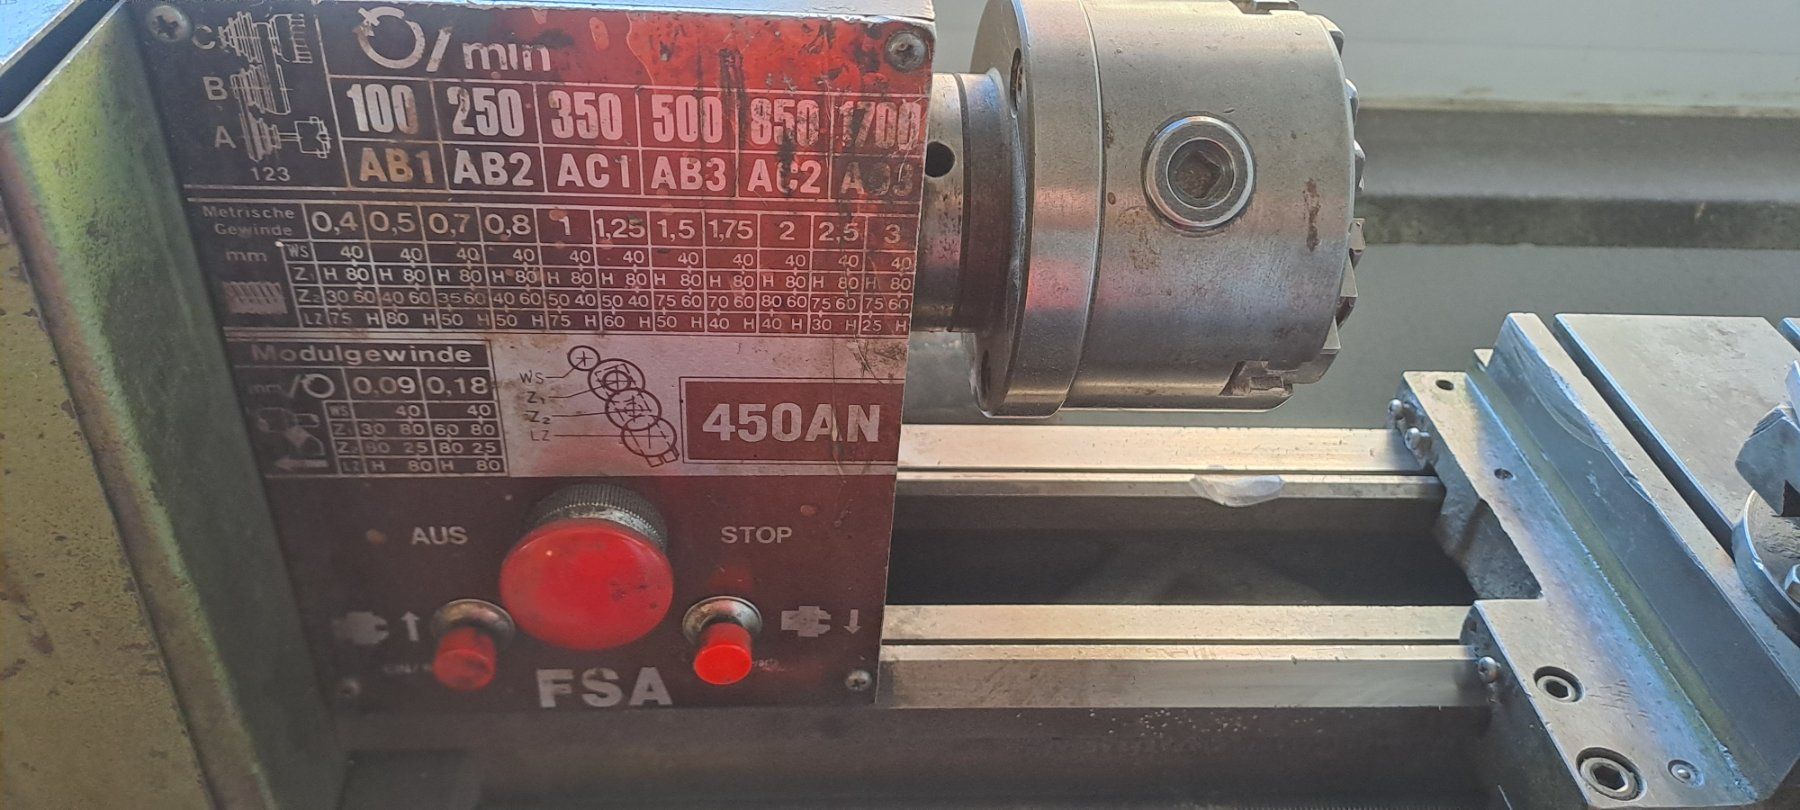 C
B
A
123
/min
100 250 350 500 850 1700
AB1 AB2 AC1 AB3 AC2
Metrische Gewinde 0,4 0,5 0,7 0,8 1 1,25 1,5 1,75 2 2,5 3
mm
WS 40 40 40 40 40 40 40 40 40 40 40
Z1 H 80 H 80 H 80 H 80 H 80 H 80 H 80 H 80 H 80 H 80 H 80
Z2 30 60 40 60 35 60 40 60 50 40 50 40 75 60 70 60 80 60 75 60 75 60
LZ 75 H 80 H 50 H 50 H 75 H 60 H 50 H 40 H 40 H 30 H 25 H
Modulgewinde
mm/ 0,09 0,18
WS 40 40
Z1 30 80 60 80
Z2 60 25 80 25
LZ H 80 H 80
WS
Z1
Z2
LZ
450AN
AUS STOP
FSA